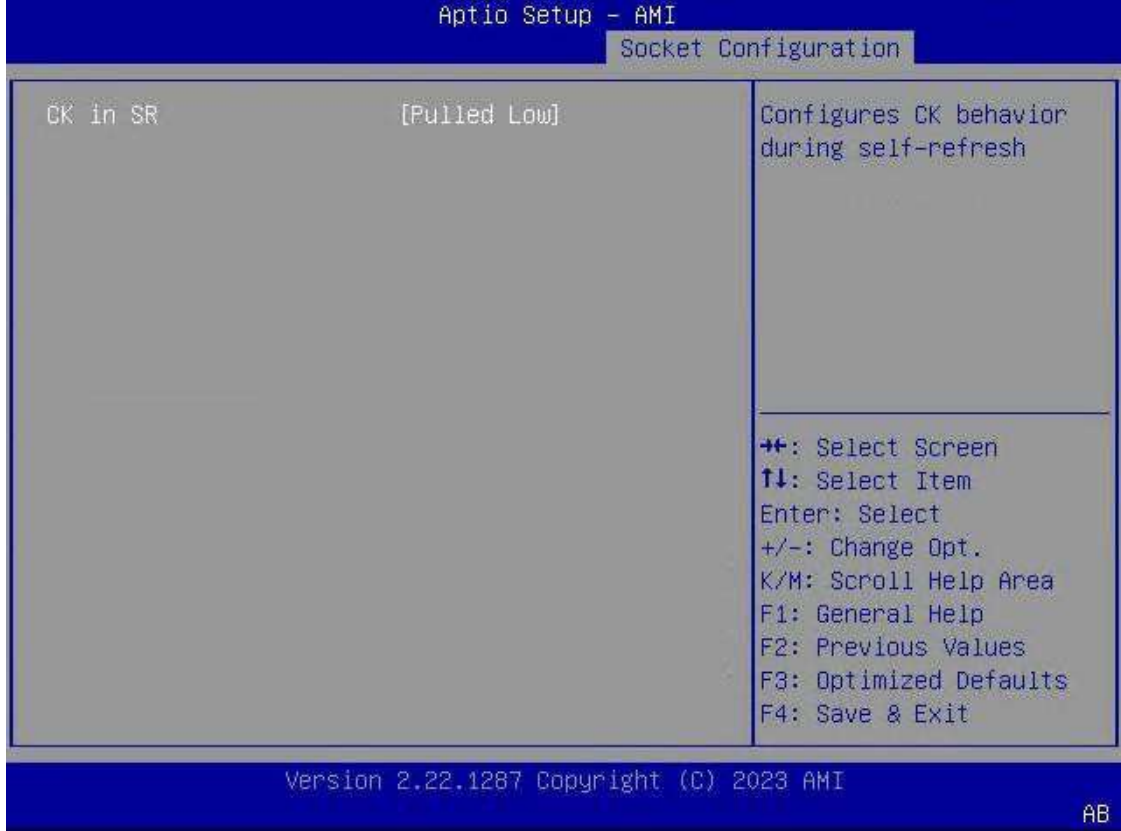 Aptio Setup - AMI
Socket Configuration
CK in SR [Pulled Low]
Configures CK behavior
during self-refresh
→←: Select Screen
↑↓: Select Item
Enter: Select
+/-: Change Opt.
K/M: Scroll Help Area
F1: General Help
F2: Previous Values
F3: Optimized Defaults
F4: Save & Exit
Version 2.22.1287 Copyright (C) 2023 AMI
AB